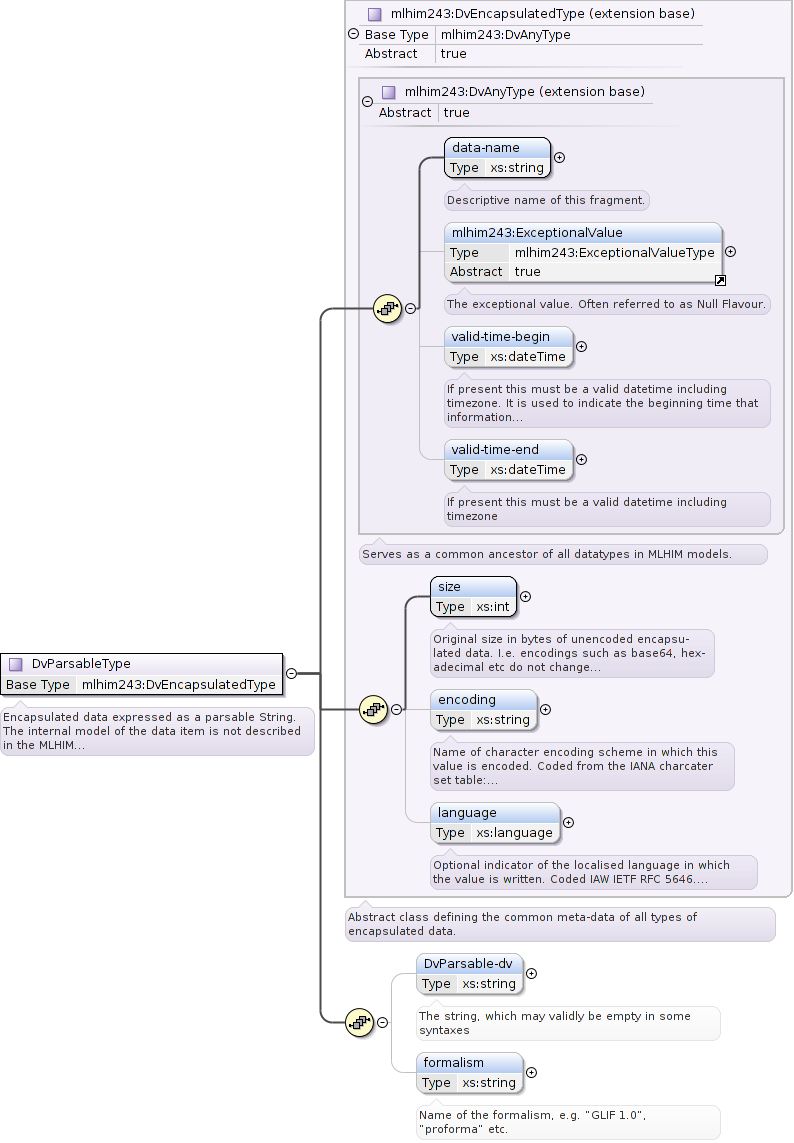 mlhim243:DvEncapsulatedType (extension base)
Base Type mlhim243:DvAnyType
Abstract true
mlhim243:DvAnyType (extension base)
Abstract true
data-name
Type xs:string
Descriptive name of this fragment.
mlhim243:ExceptionalValue
Type mlhim243:ExceptionalValueType
Abstract true
The exceptional value. Often referred to as Null Flavour.
valid-time-begin
Type xs:dateTime
If present this must be a valid datetime including
timezone. It is used to indicate the beginning time that
information...
valid-time-end
Type xs:dateTime
If present this must be a valid datetime including
timezone
Serves as a common ancestor of all datatypes in MLHIM models.
size
Type xs:int
Original size in bytes of unencoded encapsu-
lated data. I.e. encodings such as base64, hex-
adecimal etc do not change...
DvParsableType
Base Type mlhim243:DvEncapsulatedType
Encapsulated data expressed as a parsable String.
The internal model of the data item is not described
in the MLHIM...
encoding
Type xs:string
Name of character encoding scheme in which this
value is encoded. Coded from the IANA charcater
set table:...
language
Type xs:language
Optional indicator of the localised language in which
the value is written. Coded IAW IETF RFC 5646....
Abstract class defining the common meta-data of all types of
encapsulated data.
DvParsable-dv
Type xs:string
The string, which may validly be empty in some
syntaxes
formalism
Type xs:string
Name of the formalism, e.g. "GLIF 1.0",
"proforma" etc.